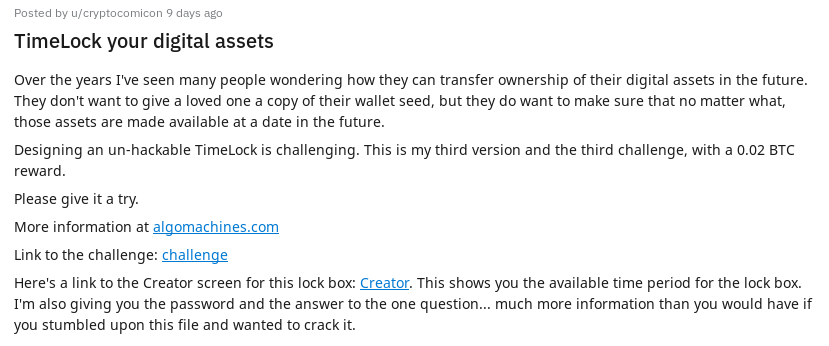 Posted by u/cryptocomicon 9 days ago
TimeLock your digital assets
Over the years I've seen many people wondering how they can transfer ownership of their digital assets in the future.
They don't want to give a loved one a copy of their wallet seed, but they do want to make sure that no matter what,
those assets are made available at a date in the future.
Designing an un-hackable TimeLock is challenging. This is my third version and the third challenge, with a 0.02 BTC
reward.
Please give it a try.
More information at algomachines.com
Link to the challenge: challenge
Here's a link to the Creator screen for this lock box: Creator. This shows you the available time period for the lock box.
I'm also giving you the password and the answer to the one question... much more information than you would have if
you stumbled upon this file and wanted to crack it.